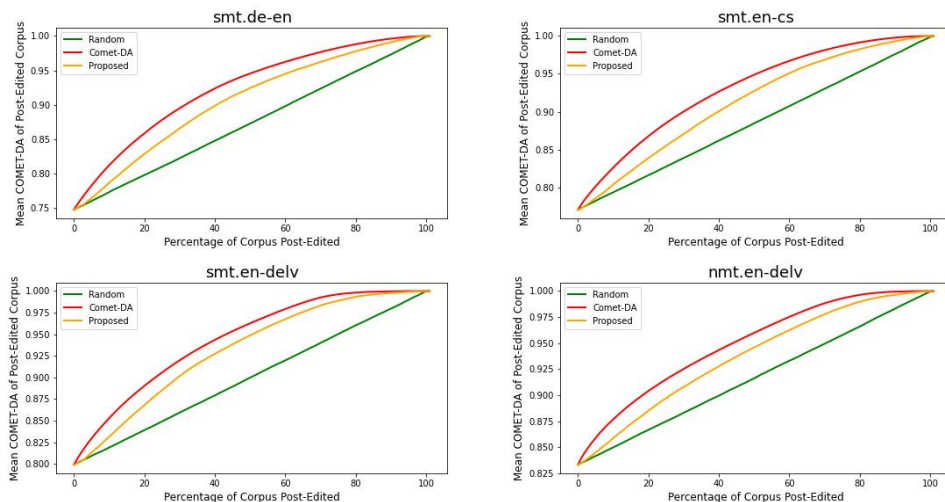 smt.de-en
Mean COMET-DA of Post-Edited Corpus
1.00
0.95
0.90
0.85
0.80
0.75
Random
Comet-DA
Proposed
0 20 40 60 80 100
Percentage of Corpus Post-Edited
smt.en-cs
Mean COMET-DA of Post-Edited Corpus
1.00
0.95
0.90
0.85
0.80
Random
Comet-DA
Proposed
0 20 40 60 80 100
Percentage of Corpus Post-Edited
smt.en-delv
Mean COMET-DA of Post-Edited Corpus
1.000
0.975
0.950
0.925
0.900
0.875
0.850
0.825
0.800
Random
Comet-DA
Proposed
0 20 40 60 80 100
Percentage of Corpus Post-Edited
nmt.en-delv
Mean COMET-DA of Post-Edited Corpus
1.000
0.975
0.950
0.925
0.900
0.875
0.850
0.825
Random
Comet-DA
Proposed
0 20 40 60 80 100
Percentage of Corpus Post-Edited